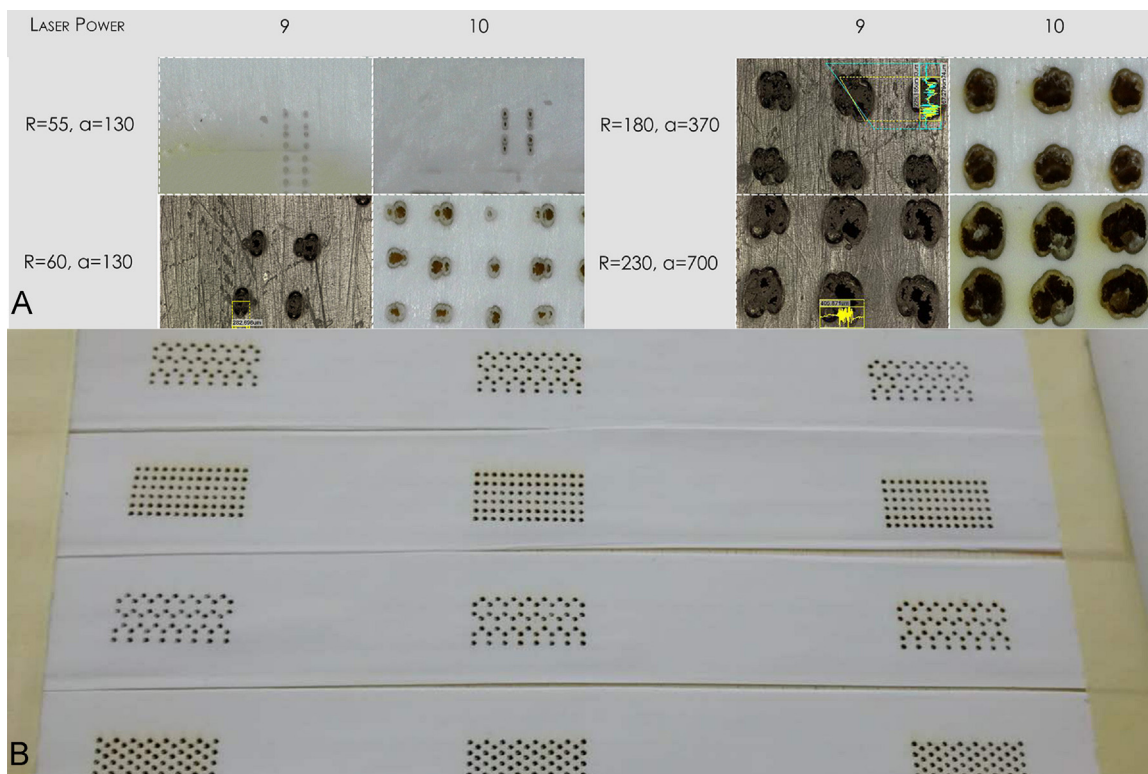 LASER POWER 9 10 9 10
R=55, a=130
R=180, a=370
R=60, a=130
R=230, a=700
A
B